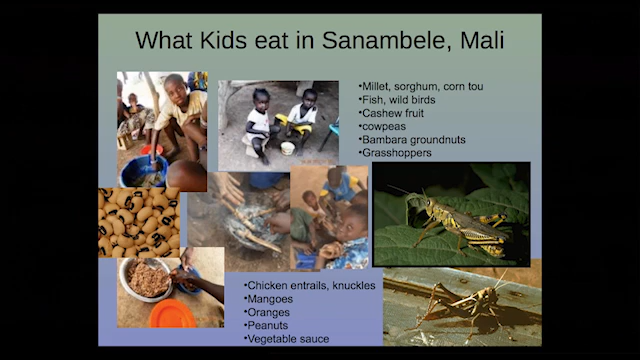 What Kids eat in Sanambele, Mali
•Millet, sorghum, corn tou
•Fish, wild birds
•Cashew fruit
•cowpeas
•Bambara groundnuts
•Grasshoppers
•Chicken entrails, knuckles
•Mangoes
•Oranges
•Peanuts
•Vegetable sauce